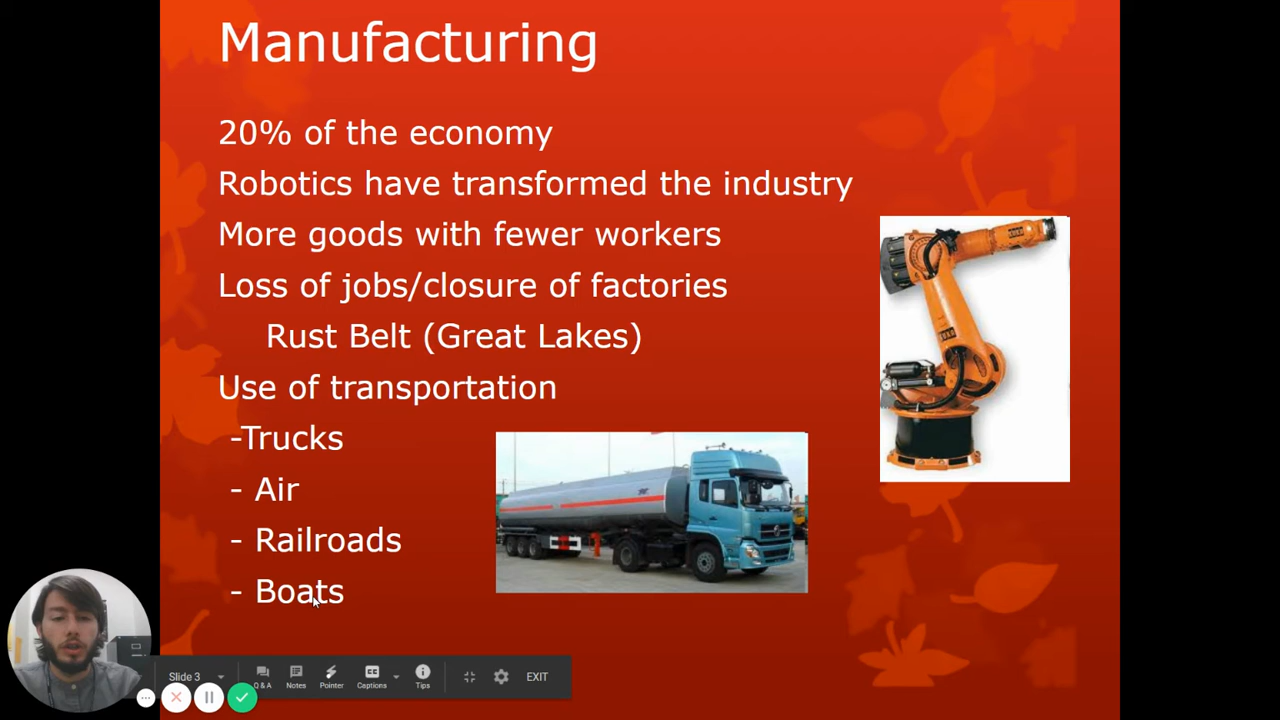 Manufacturing
20% of the economy
Robotics have transformed the industry
More goods with fewer workers
Loss of jobs/closure of factories
Rust Belt (Great Lakes)
Use of transportation
-Trucks
- Air
- Railroads
- Boats
Slide 3
Q & A
Notes
Pointer
CC
Captions
Tips
EXIT